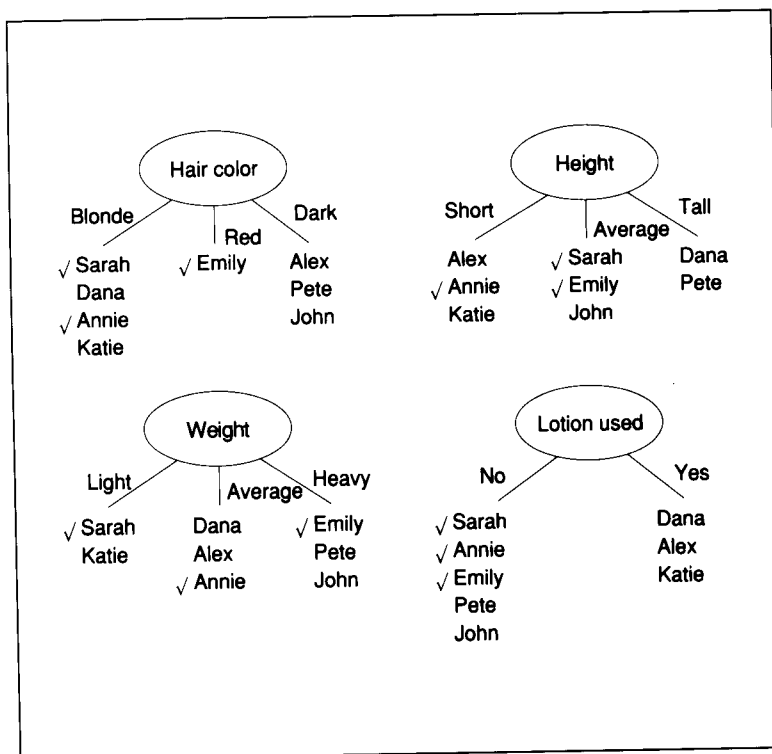 Hair color
Blonde
Red
Dark
√ Sarah
Dana
√ Annie
Katie
√ Emily
Alex
Pete
John
Height
Short
Average
Tall
Alex
√ Annie
Katie
√ Sarah
√ Emily
John
Dana
Pete
Weight
Light
Average
Heavy
√ Sarah
Katie
Dana
Alex
√ Annie
√ Emily
Pete
John
Lotion used
No
Yes
√ Sarah
√ Annie
√ Emily
Pete
John
Dana
Alex
Katie